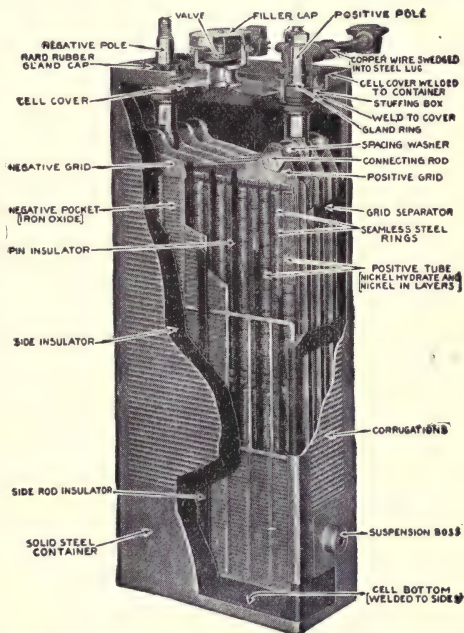 VALVE
FILLER CAP
POSITIVE POLE
NEGATIVE POLE
HARD RUBBER
GLAND CAP
COPPER WIRE SWEDGED
INTO STEEL LUG
CELL COVER WELDED
TO CONTAINER
CELL COVER
STUFFING BOX
WELD TO COVER
GLAND RING
SPACING WASHER
CONNECTING ROD
NEGATIVE GRID
POSITIVE GRID
GRID SEPARATOR
NEGATIVE POCKET
[IRON OXIDE]
SEAMLESS STEEL
RINGS
PIN INSULATOR
POSITIVE TUBE
[NICKEL HYDRATE AND
NICKEL IN LAYERS]
SIDE INSULATOR
CORRUGATIONS
SIDE ROD INSULATOR
SUSPENSION BOSS
SOLID STEEL
CONTAINER
CELL BOTTOM
[WELDED TO SIDES]